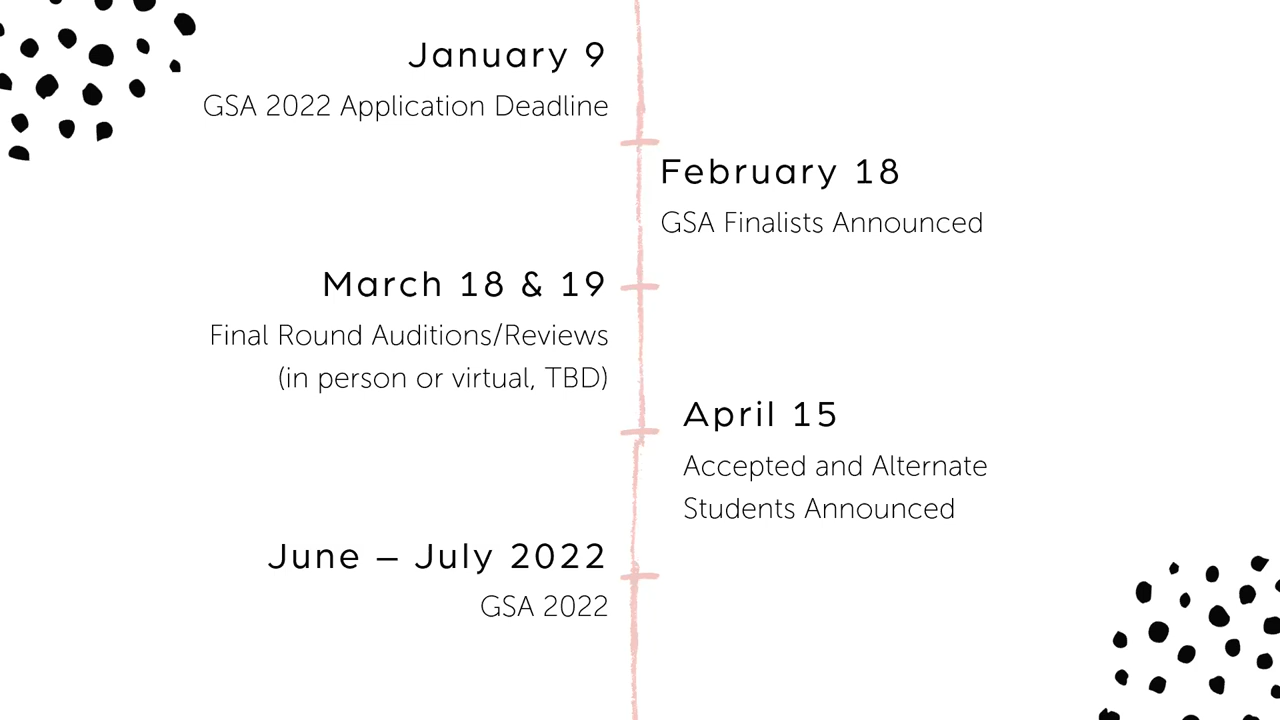 January 9
GSA 2022 Application Deadline
February 18
GSA Finalists Announced
March 18 & 19
Final Round Auditions/Reviews
(in person or virtual, TBD)
April 15
Accepted and Alternate
Students Announced
June – July 2022
GSA 2022